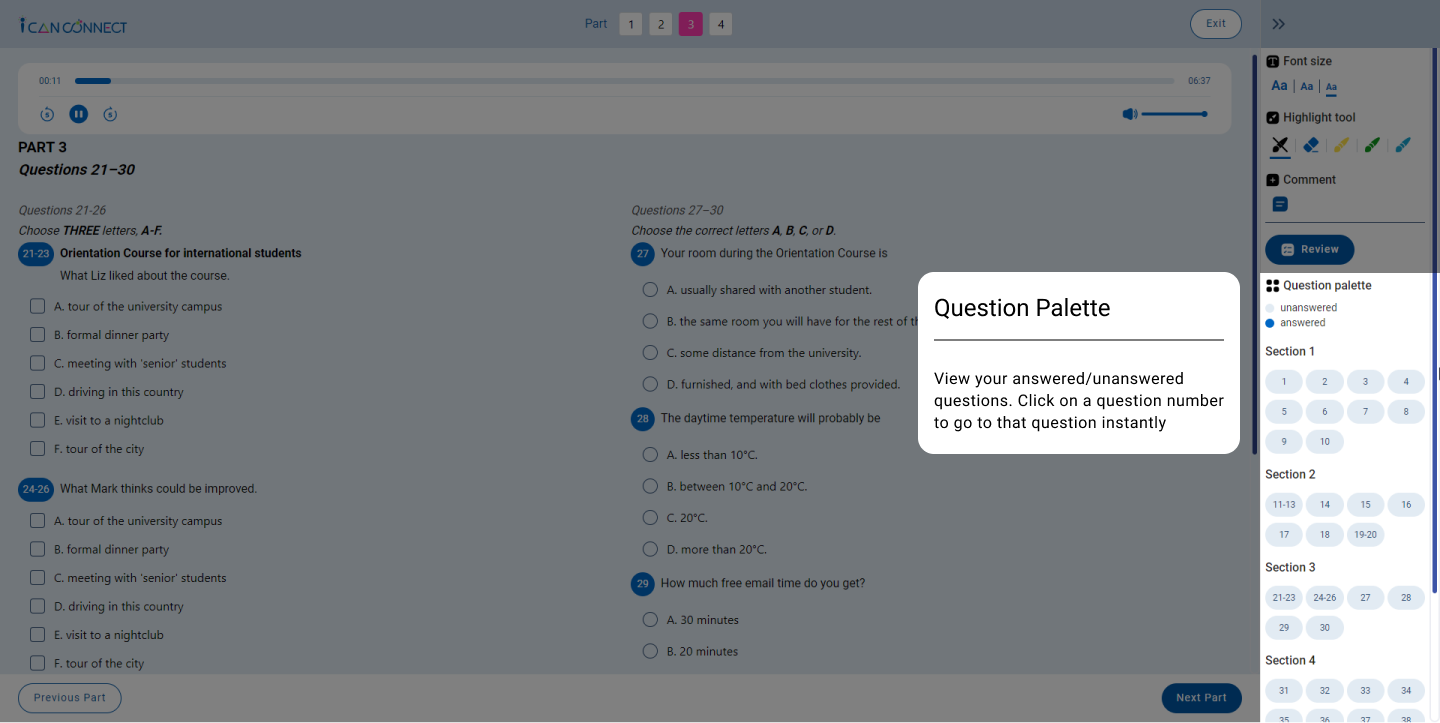 i CAN CONNECT
Part 1 2 3 4
Exit
00:11
06:37
5
5
PART 3
Questions 21–30
Questions 21-26
Choose THREE letters, A-F.
21-23 Orientation Course for international students
What Liz liked about the course.
A. tour of the university campus
B. formal dinner party
C. meeting with 'senior' students
D. driving in this country
E. visit to a nightclub
F. tour of the city
24-26 What Mark thinks could be improved.
A. tour of the university campus
B. formal dinner party
C. meeting with 'senior' students
D. driving in this country
E. visit to a nightclub
F. tour of the city
Questions 27–30
Choose the correct letters A, B, C, or D.
27 Your room during the Orientation Course is
A. usually shared with another student.
B. the same room you will have for the rest of
C. some distance from the university.
D. furnished, and with bed clothes provided.
28 The daytime temperature will probably be
A. less than 10°C.
B. between 10°C and 20°C.
C. 20°C.
D. more than 20°C.
29 How much free email time do you get?
A. 30 minutes
B. 20 minutes
Previous Part
Next Part
Question Palette
View your answered/unanswered
questions. Click on a question number
to go to that question instantly
Font size
Aa | Aa | Aa
Highlight tool
Comment
Review
Question palette
unanswered
answered
Section 1
1 2 3 4
5 6 7 8
9 10
Section 2
11-13 14 15 16
17 18 19-20
Section 3
21-23 24-26 27 28
29 30
Section 4
31 32 33 34
35 36 37 38